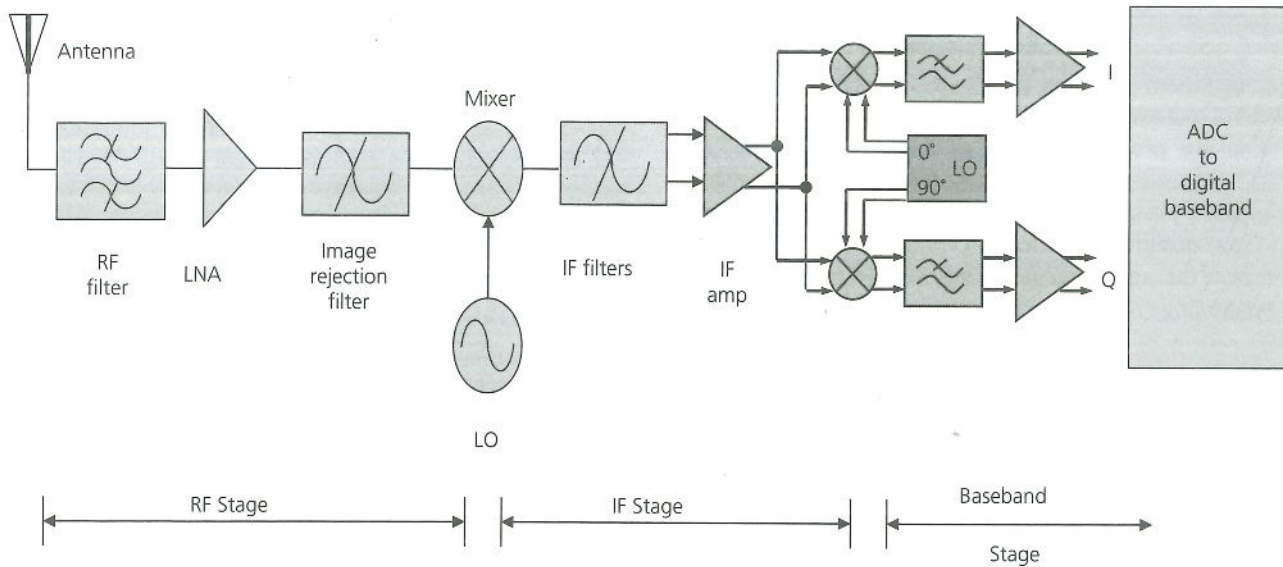 Antenna
RF
filter
LNA
Image
rejection
filter
Mixer
LO
IF filters
IF
amp
0°
90°
LO
I
Q
ADC
to
digital
baseband
RF Stage
IF Stage
Baseband
Stage